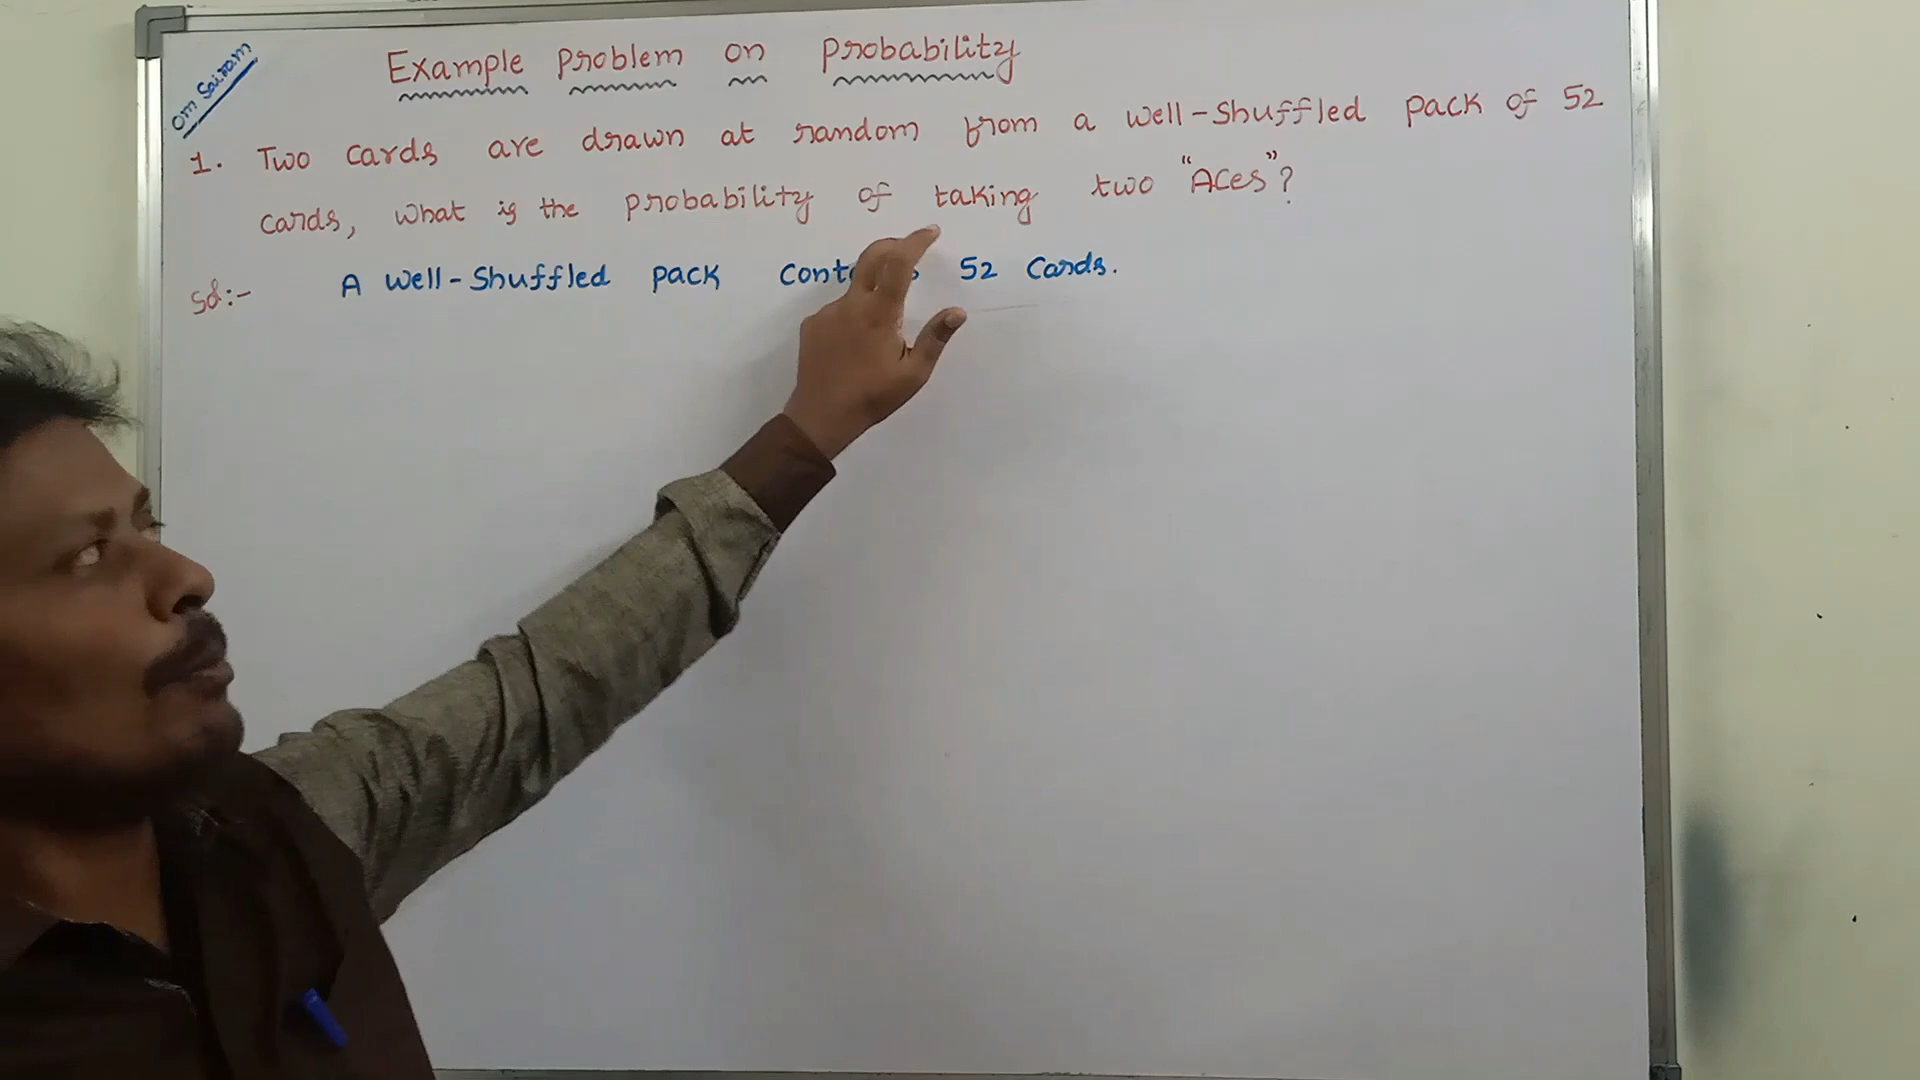 Om Sairam
Example Problem on Probability
1. Two cards are drawn at random from a well-shuffled pack of 52
cards, what is the probability of taking two "Aces"?
Sol:- A well-shuffled pack 52 Cards.